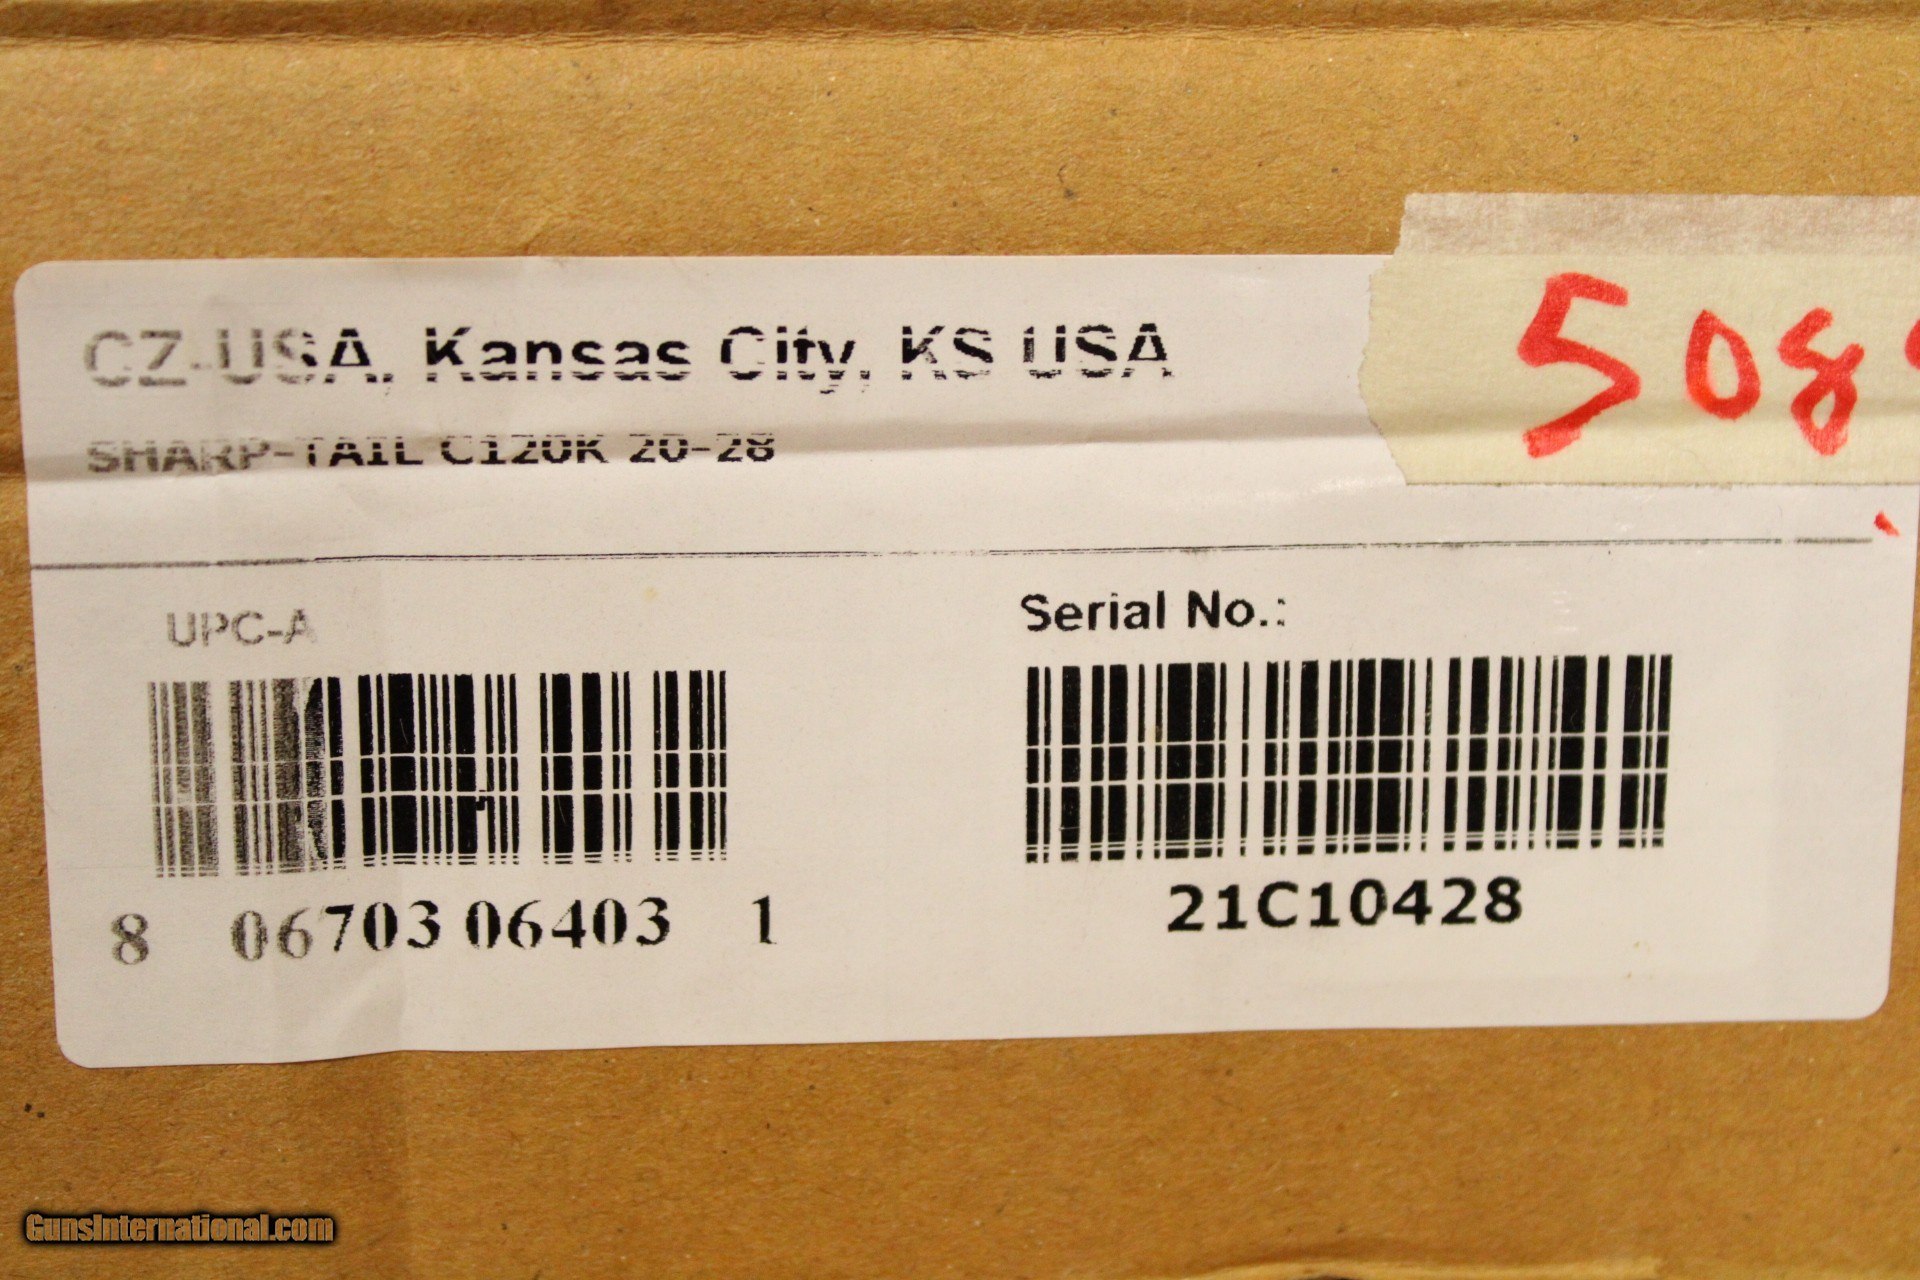 CZ-USA, Kansas City, KS USA
508
SHARP-TAIL C120K 20-28
UPC-A
Serial No.:
8 06703 06403 1
21C10428
GunsInternational.com